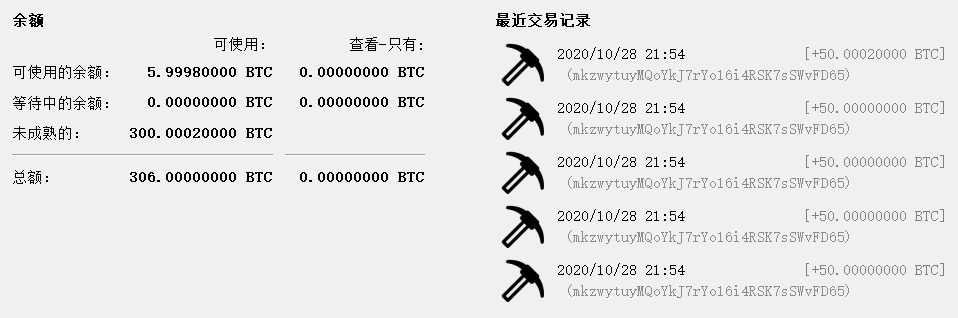 余额
可使用: 查看-只有:
可使用的余额: 5.99980000 BTC 0.00000000 BTC
等待中的余额: 0.00000000 BTC 0.00000000 BTC
未成熟的: 300.00020000 BTC
总额: 306.00000000 BTC 0.00000000 BTC
最近交易记录
2020/10/28 21:54 [+50.00020000 BTC]
(mkzwytuyMQoYkJ7rYo16i4RSK7sSWvFD65)
2020/10/28 21:54 [+50.00000000 BTC]
(mkzwytuyMQoYkJ7rYo16i4RSK7sSWvFD65)
2020/10/28 21:54 [+50.00000000 BTC]
(mkzwytuyMQoYkJ7rYo16i4RSK7sSWvFD65)
2020/10/28 21:54 [+50.00000000 BTC]
(mkzwytuyMQoYkJ7rYo16i4RSK7sSWvFD65)
2020/10/28 21:54 [+50.00000000 BTC]
(mkzwytuyMQoYkJ7rYo16i4RSK7sSWvFD65)